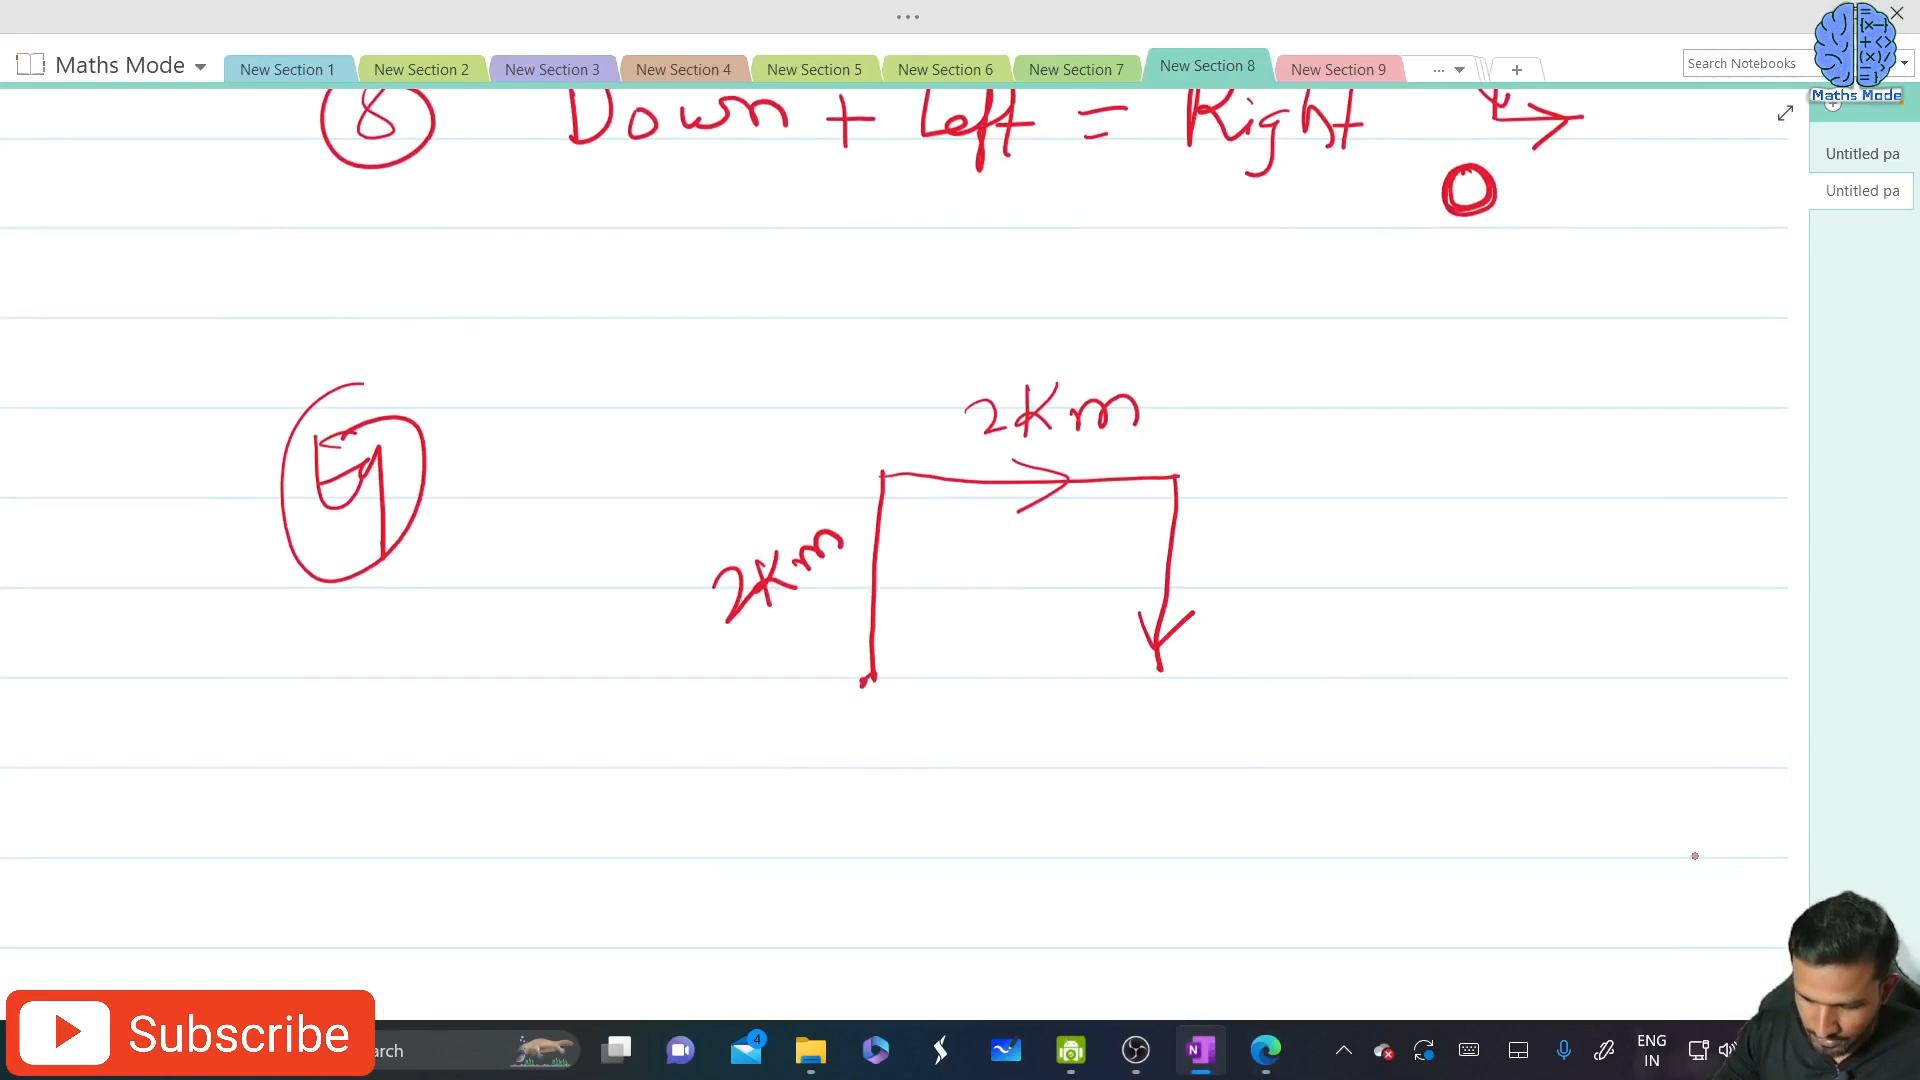 Maths Mode
New Section 1
New Section 2
New Section 3
New Section 4
New Section 5
New Section 6
New Section 7
New Section 8
New Section 9
...
Search Notebooks
Maths Mode
⑧ Down + Left = Right
Untitled pa
Untitled pa
2Km
2Km
Subscribe
arch
4
ENG
IN